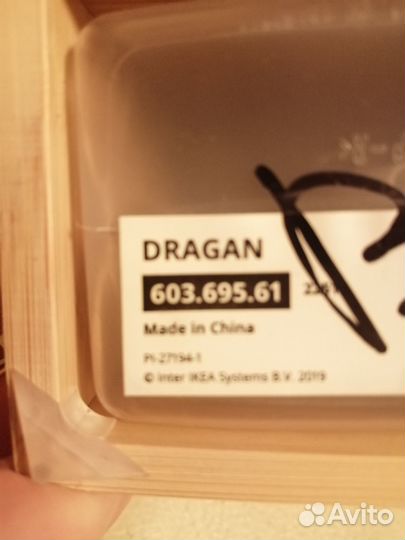 DRAGAN
603.695.61
Made in China
PI-27194-1
© Inter IKEA Systems B.V. 2019
Avito